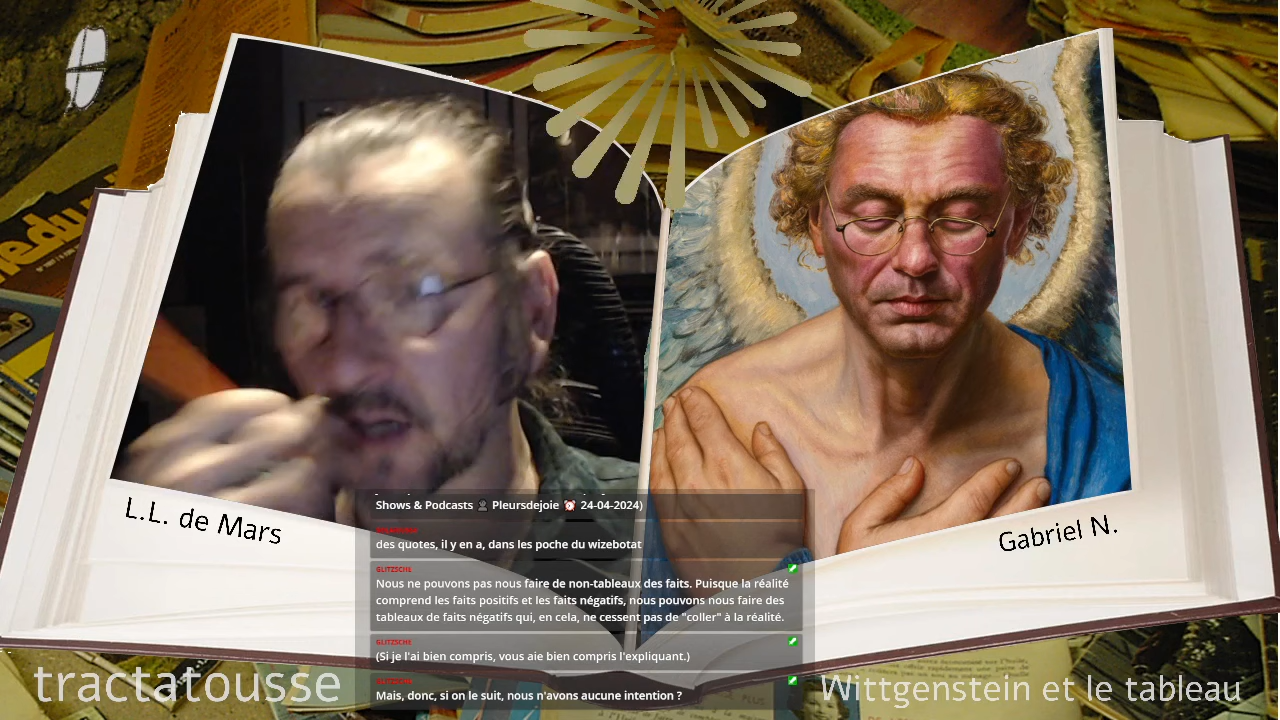 L.L. de Mars
Gabriel N.
Shows & Podcasts 👤 Pleursdejoie ⏰ 24-04-2024)
des quotes, il y en a, dans les poche du wizebotat
GLITZSCHE
Nous ne pouvons pas nous faire de non-tableaux des faits. Puisque la réalité
comprend les faits positifs et les faits négatifs, nous pouvons nous faire des
tableaux de faits négatifs qui, en cela, ne cessent pas de "coller" à la réalité.
GLITZSCHE
(Si je l'ai bien compris, vous aie bien compris l'expliquant.)
GLITZSCHE
Mais, donc, si on le suit, nous n'avons aucune intention ?
tractatousse
Wittgenstein et le tableau